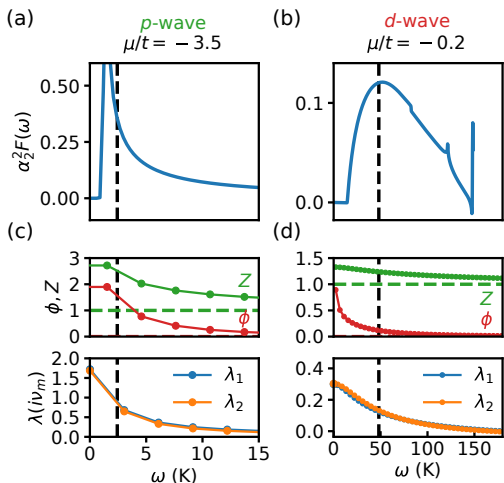 (a) p-wave
μ/t = −3.5
(b) d-wave
μ/t = −0.2
α₂²F(ω)
0.50
0.25
0.00
0.1
0.0
(c)
(d)
ϕ, Z
3
2
1
0
Z
ϕ
1.5
1.0
0.5
0.0
Z
ϕ
λ(iνₘ)
2.0
1.5
1.0
0.5
0.0
λ₁
λ₂
0.4
0.2
0.0
λ₁
λ₂
0 5 10 15
ω (K)
0 50 100 150
ω (K)